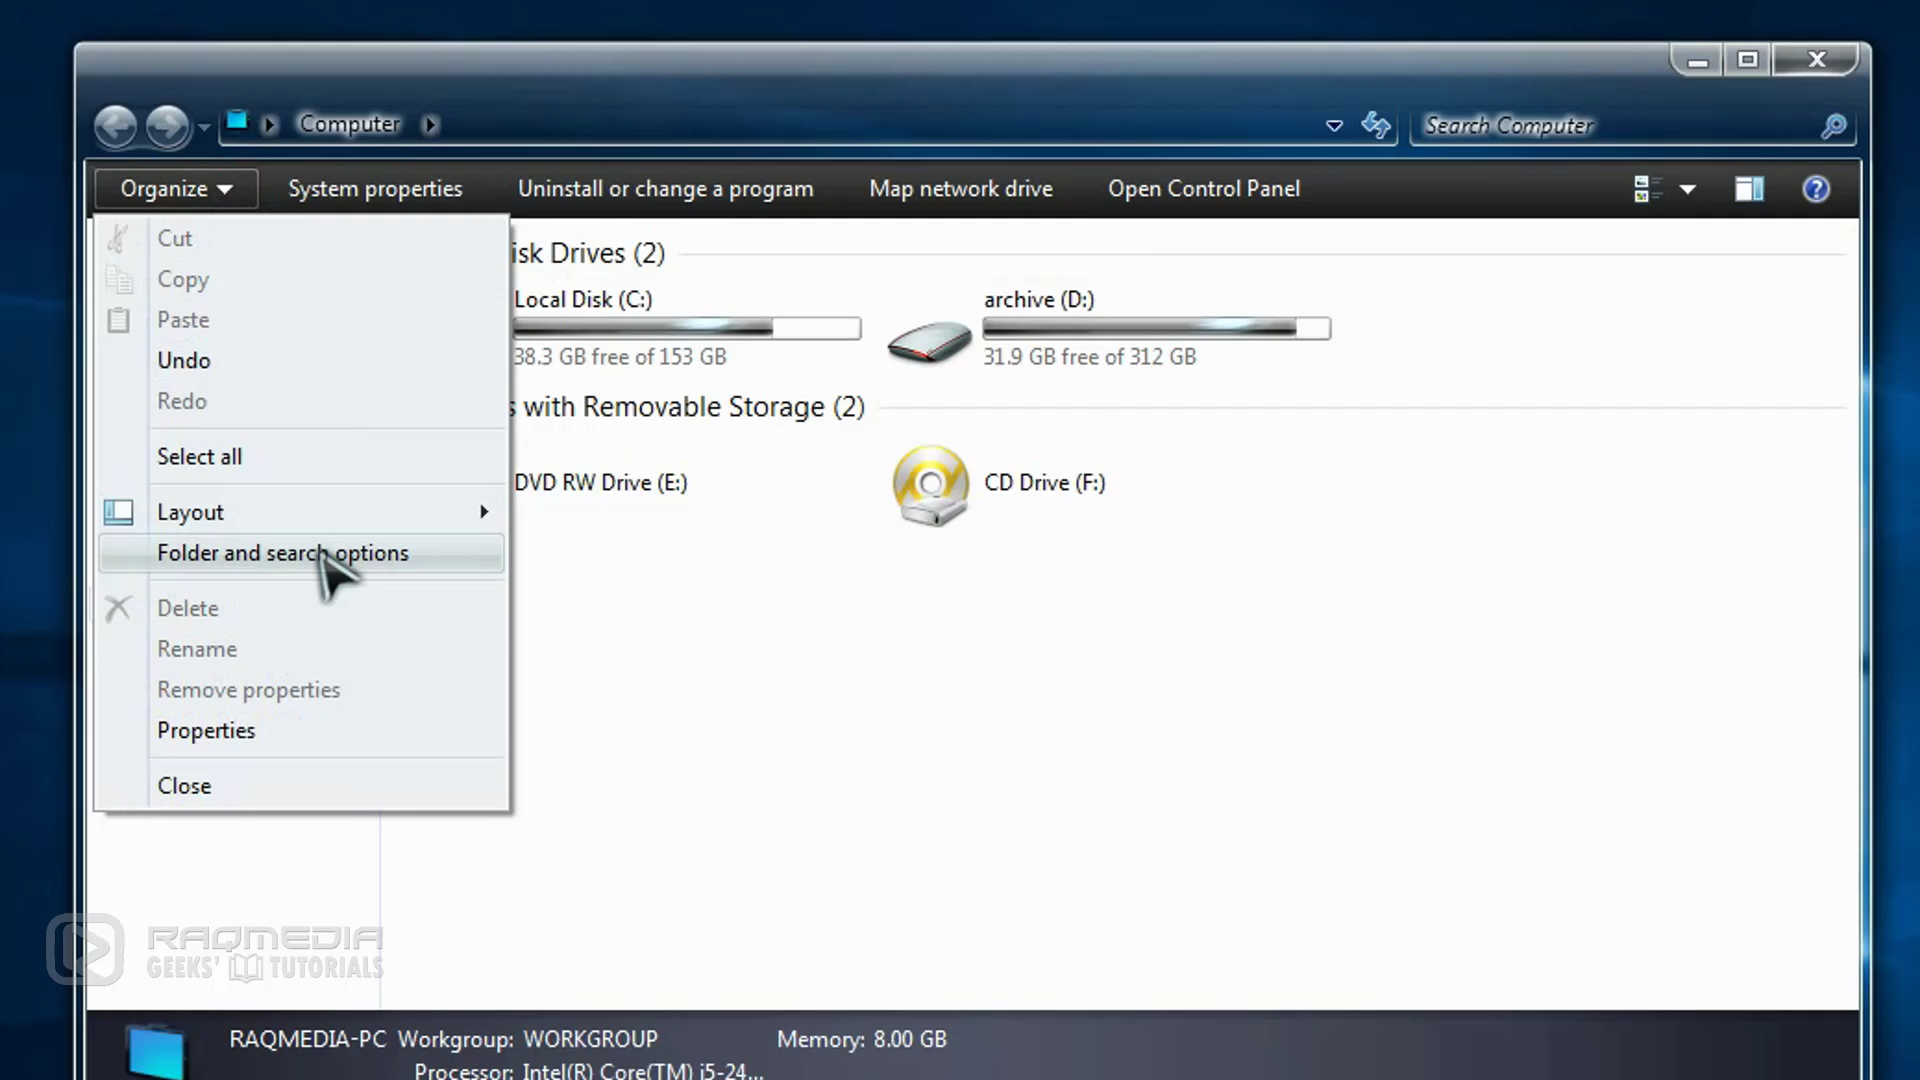 Computer
Search Computer
Organize
System properties
Uninstall or change a program
Map network drive
Open Control Panel
Cut
Copy
Paste
Undo
Redo
Select all
Layout
Folder and search options
Delete
Rename
Remove properties
Properties
Close
isk Drives (2)
Local Disk (C:)
38.3 GB free of 153 GB
archive (D:)
31.9 GB free of 312 GB
s with Removable Storage (2)
DVD RW Drive (E:)
CD Drive (F:)
RAQMEDIA
GEEKS' TUTORIALS
RAQMEDIA-PC Workgroup: WORKGROUP Memory: 8.00 GB
Processor: Intel(R) Core(TM) i5-24...